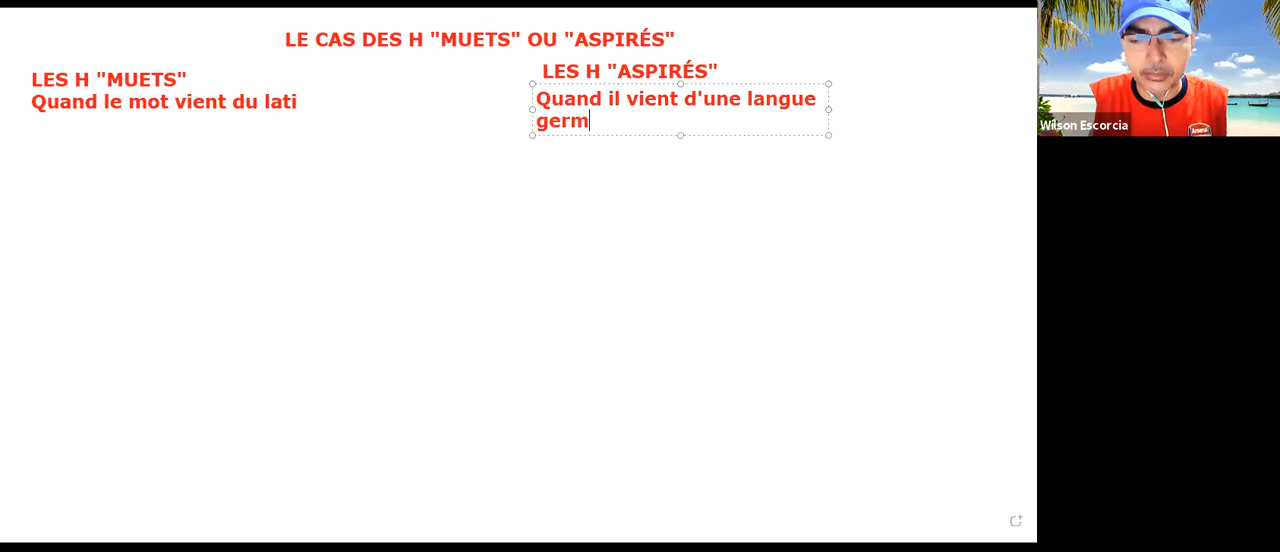 LE CAS DES H "MUETS" OU "ASPIRÉS"
LES H "MUETS"
Quand le mot vient du lati
LES H "ASPIRÉS"
Quand il vient d'une langue
germ
Wilson Escorcia
Arsenal